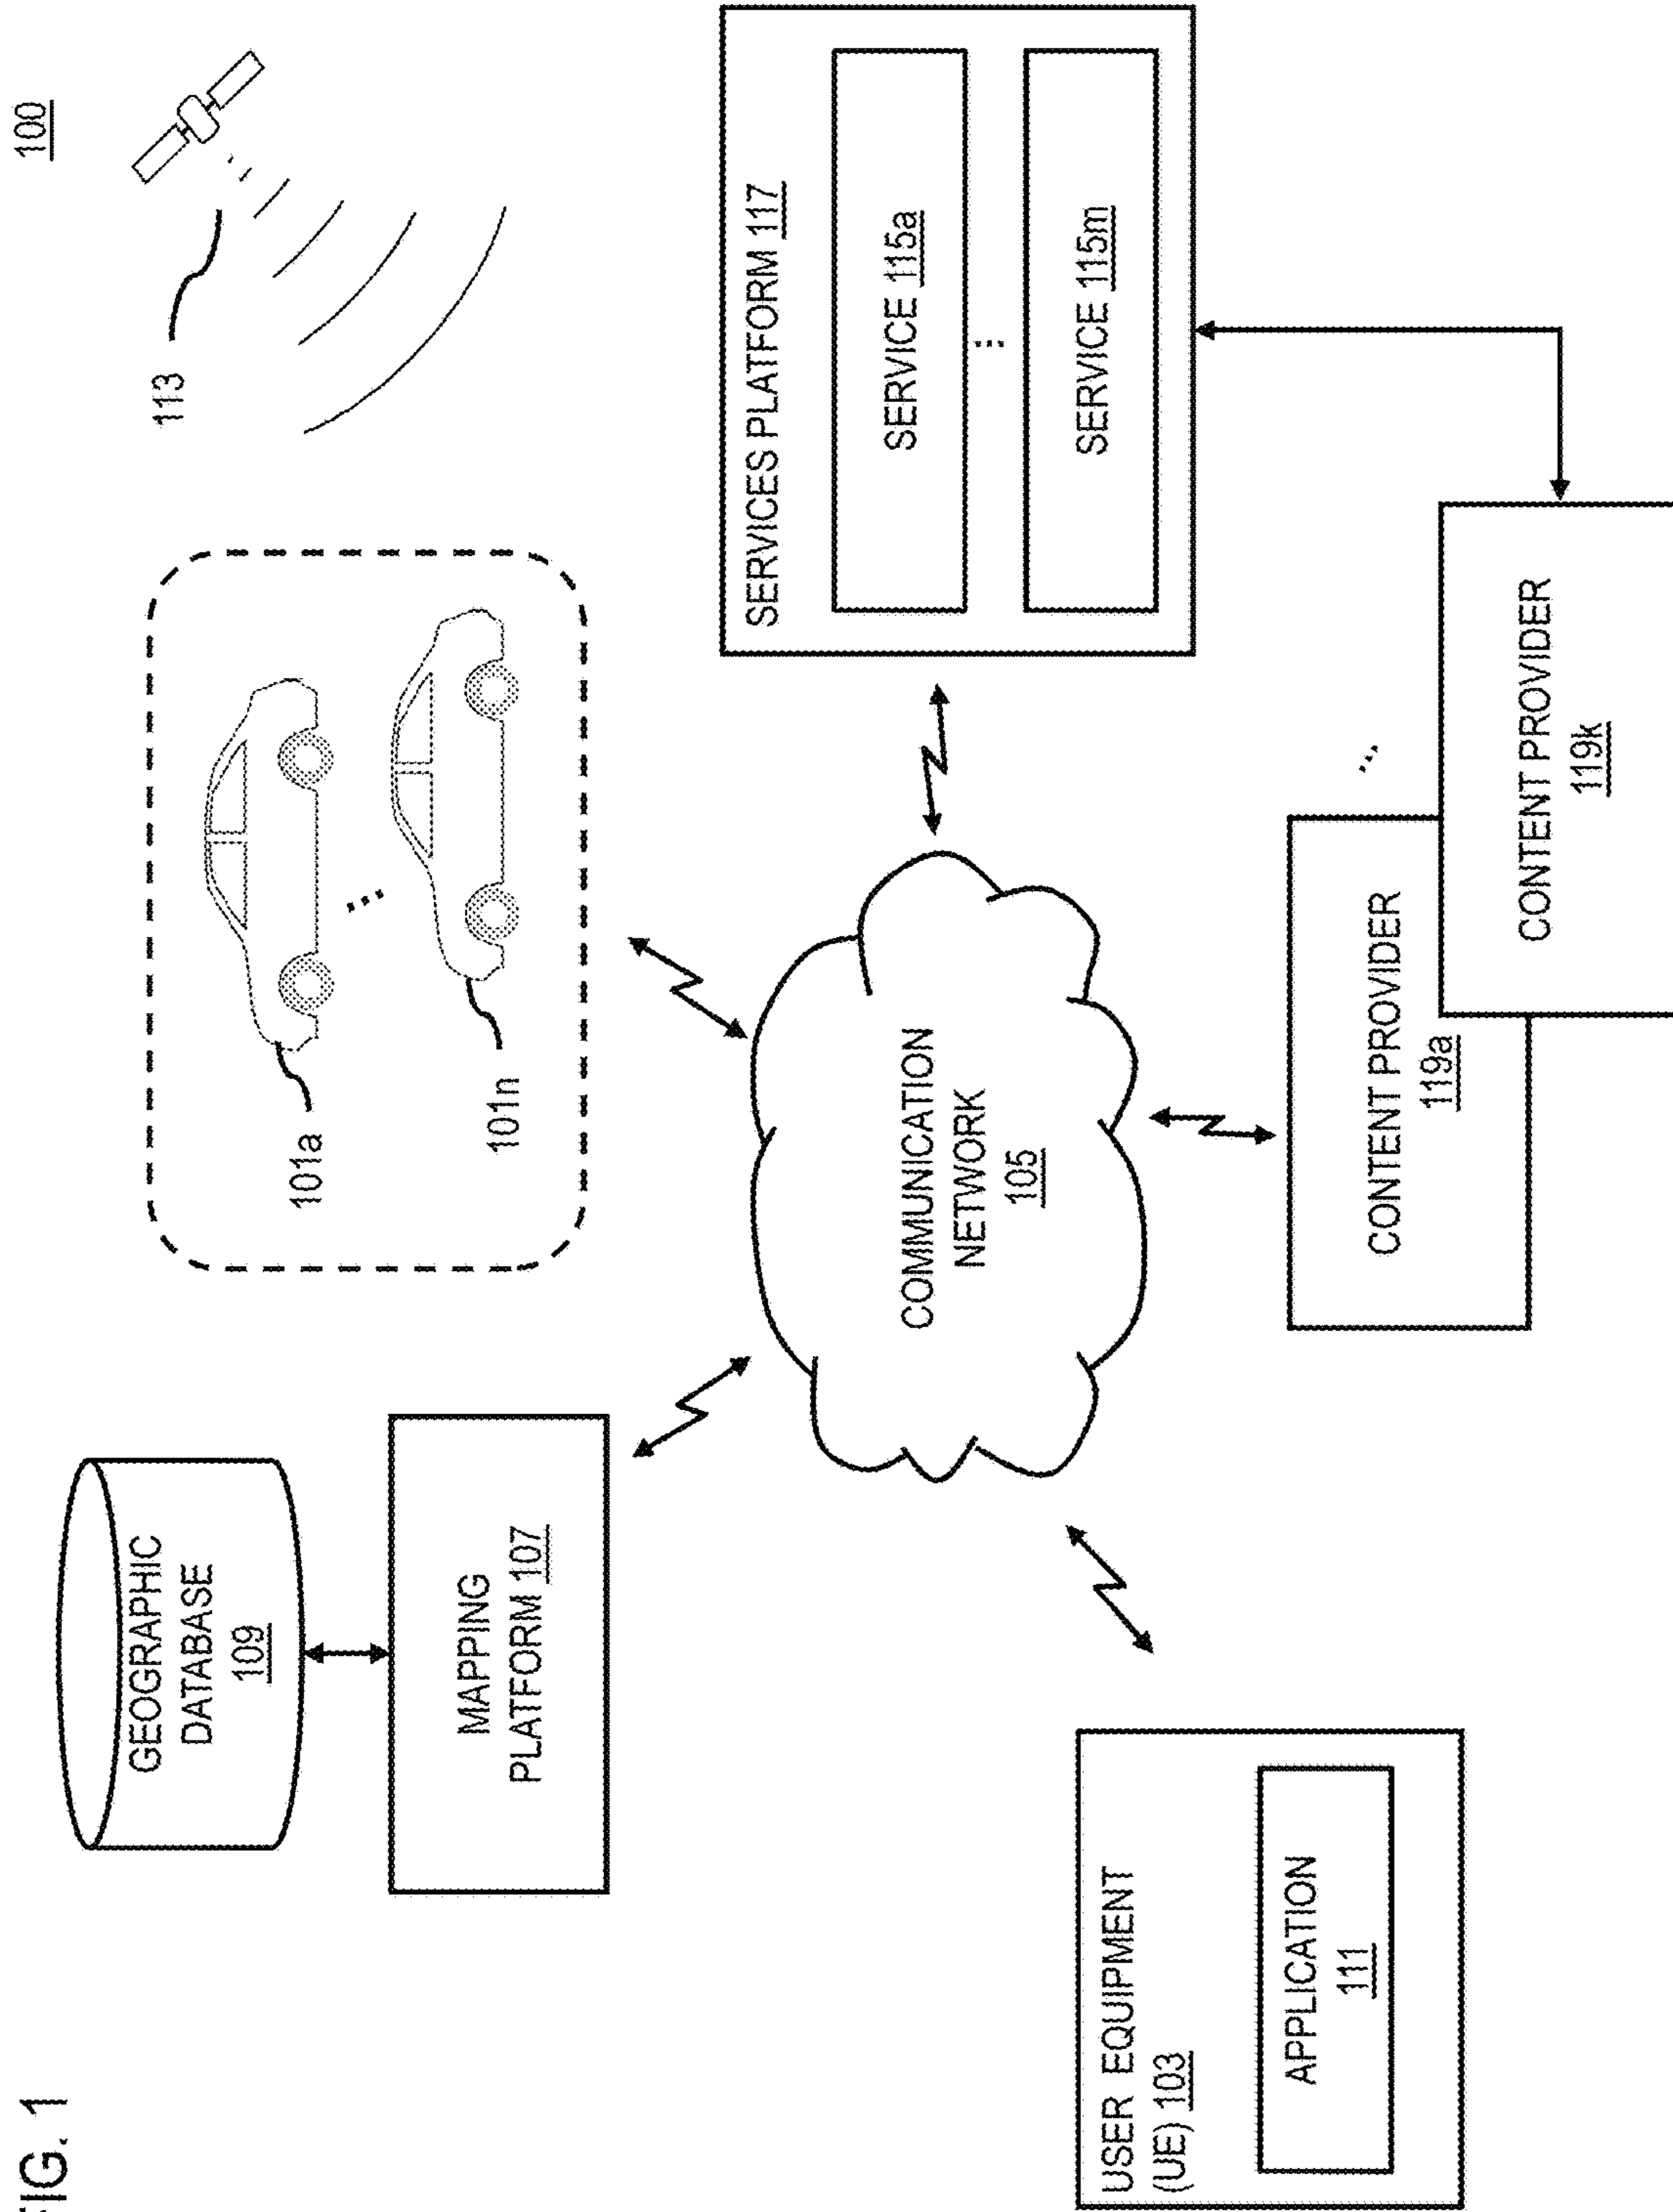 FIG. 1
100
GEOGRAPHIC
DATABASE
109
MAPPING
PLATFORM 107
101a
...
101n
113
COMMUNICATION
NETWORK
105
SERVICES PLATFORM 117
SERVICE 115a
...
SERVICE 115m
USER EQUIPMENT
(UE) 103
APPLICATION
111
CONTENT PROVIDER
119a
...
CONTENT PROVIDER
119k